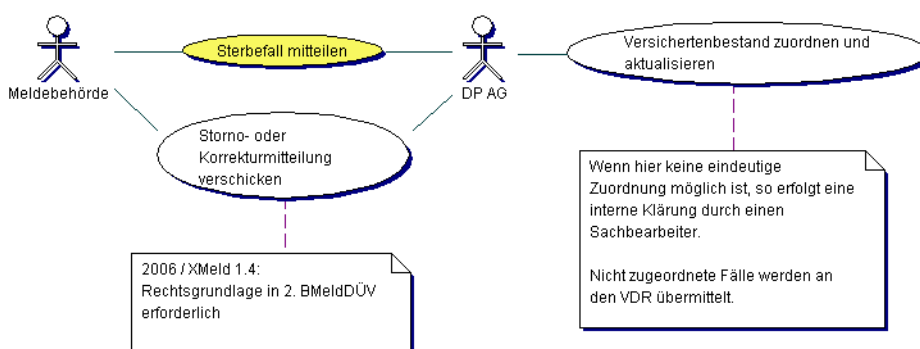 Sterbefall mitteilen
Meldebehörde
DP AG
Versichertenbestand zuordnen und
aktualisieren
Storno- oder
Korrekturmitteilung
verschicken
Wenn hier keine eindeutige
Zuordnung möglich ist, so erfolgt eine
interne Klärung durch einen
Sachbearbeiter.
Nicht zugeordnete Fälle werden an
den VDR übermittelt.
2006 / XMeld 1.4:
Rechtsgrundlage in 2. BMeldDÜV
erforderlich